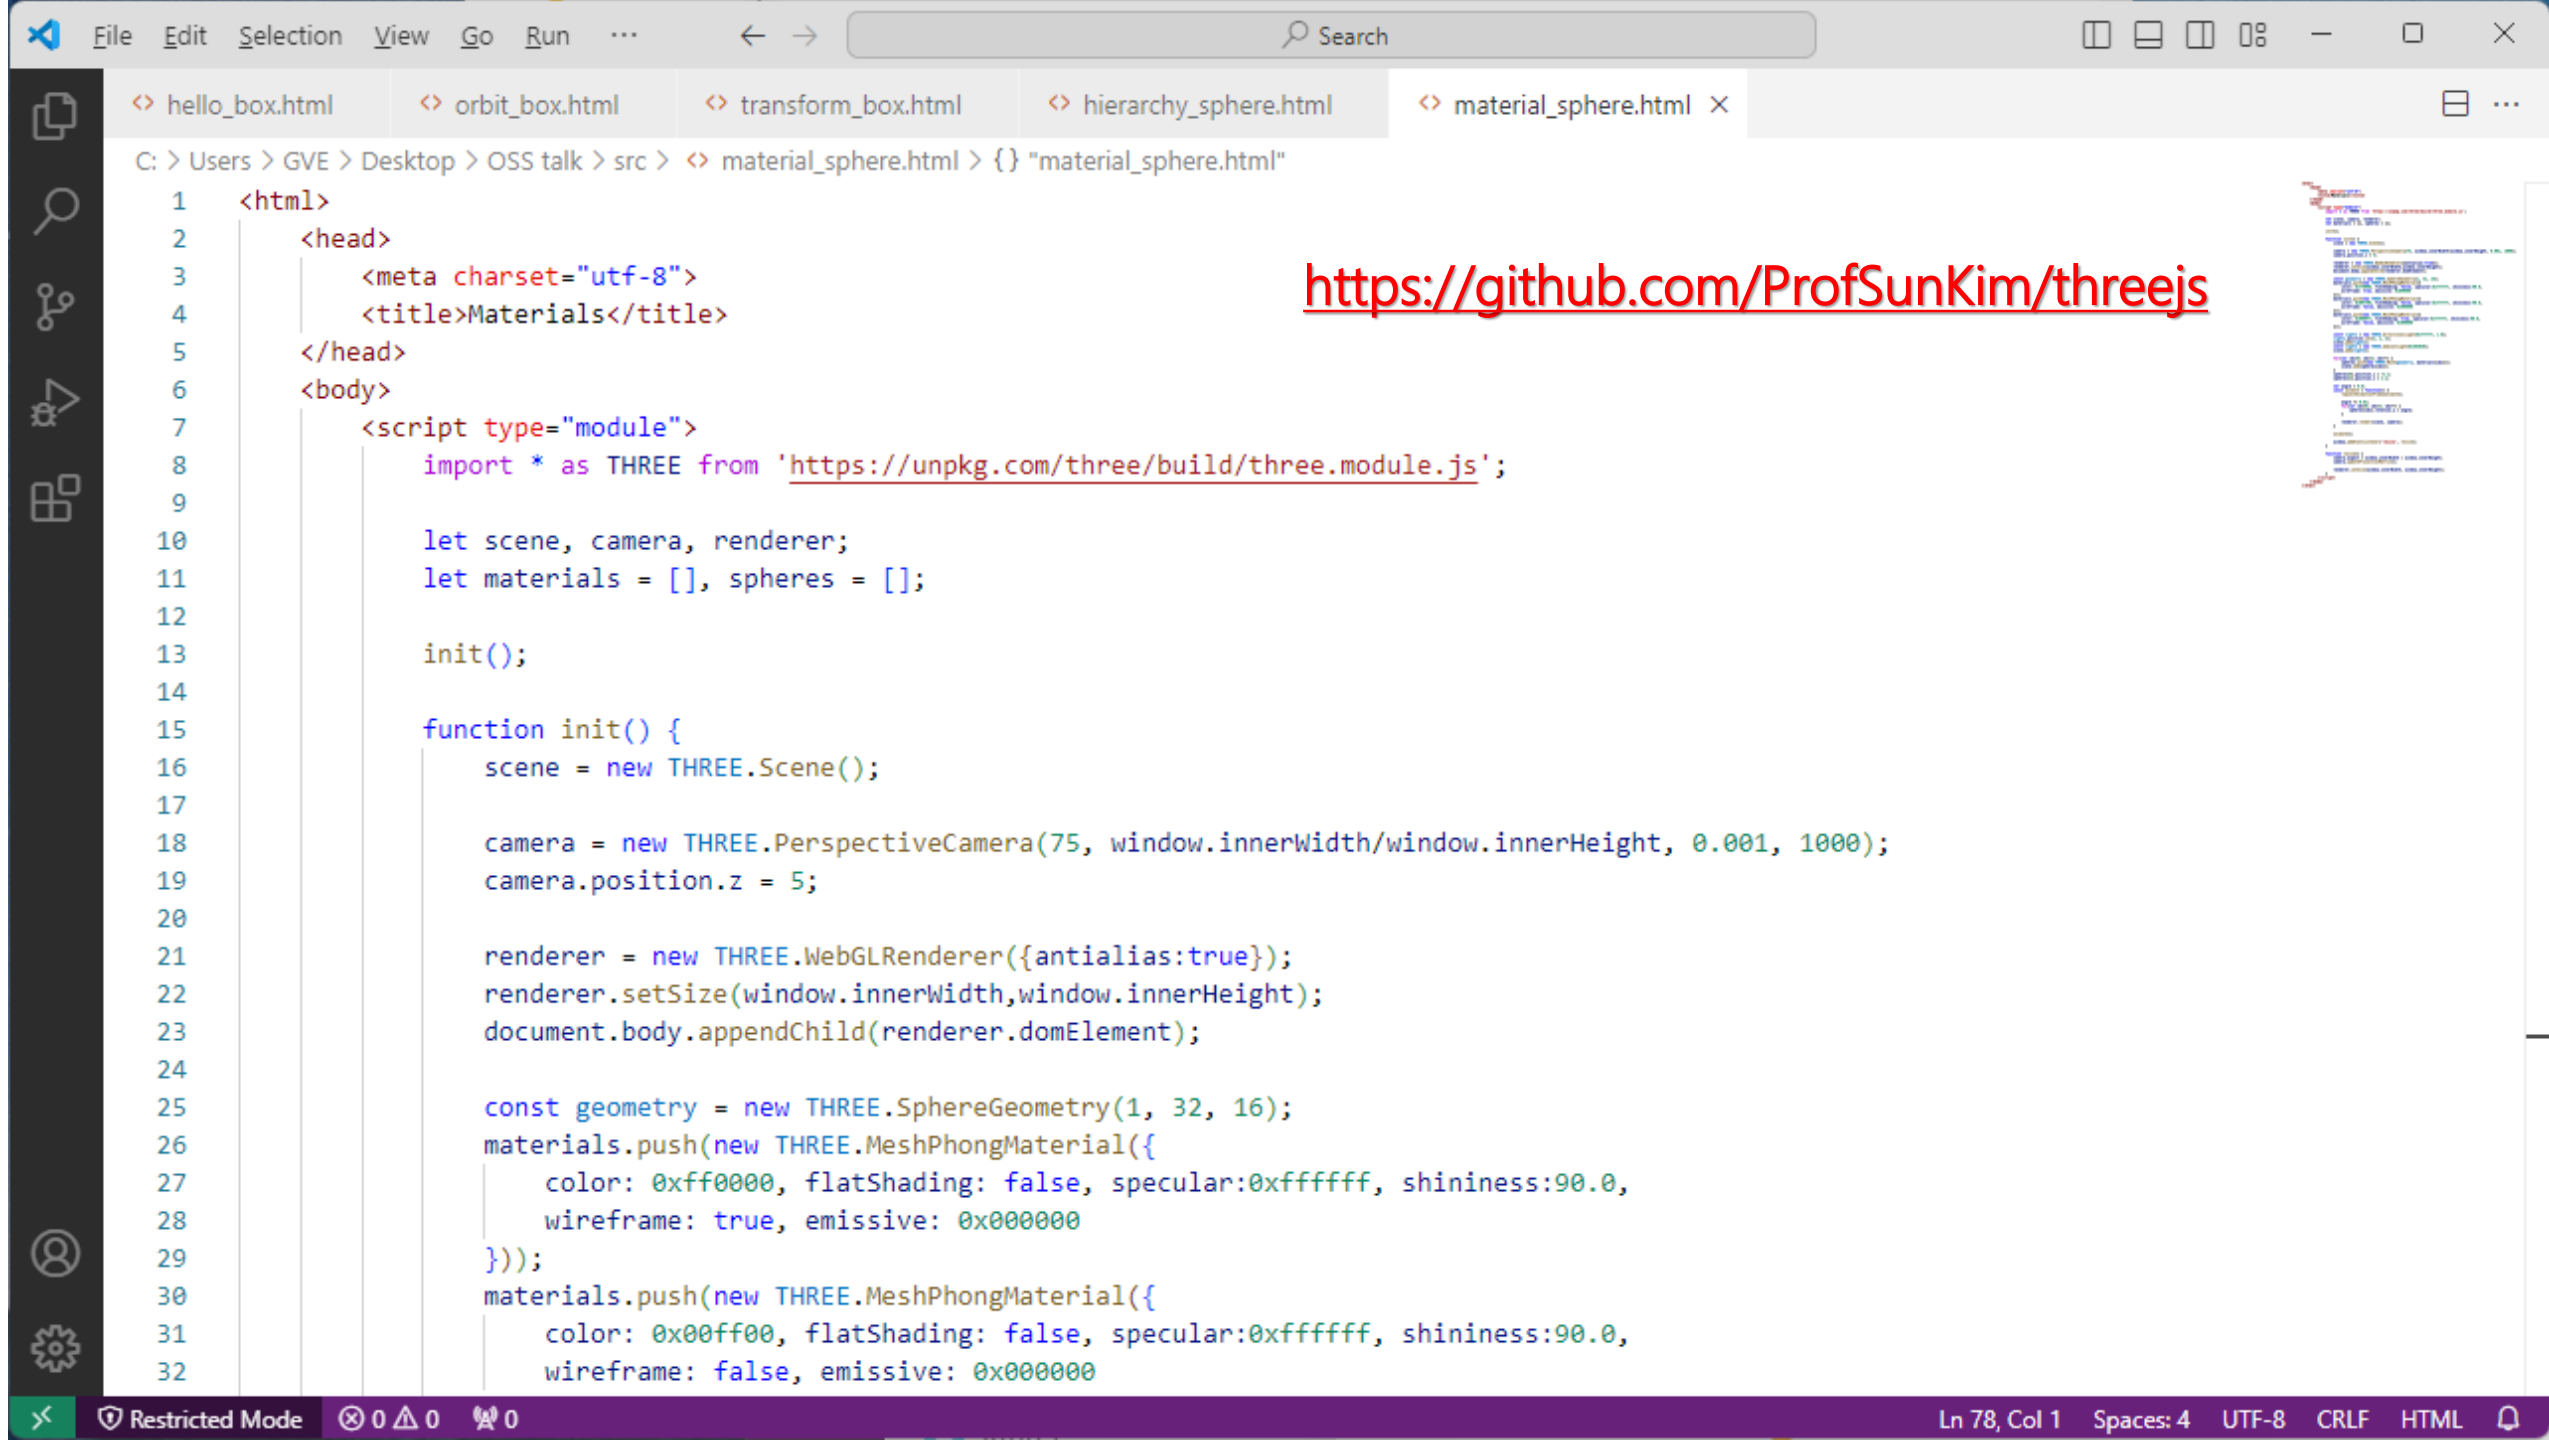 File Edit Selection View Go Run ··· Search
hello_box.html orbit_box.html transform_box.html hierarchy_sphere.html material_sphere.html
C: > Users > GVE > Desktop > OSS talk > src > <> material_sphere.html > {} "material_sphere.html"
https://github.com/ProfSunKim/threejs
1 <html>
2 <head>
3 <meta charset="utf-8">
4 <title>Materials</title>
5 </head>
6 <body>
7 <script type="module">
8 import * as THREE from 'https://unpkg.com/three/build/three.module.js';
9
10 let scene, camera, renderer;
11 let materials = [], spheres = [];
12
13 init();
14
15 function init() {
16 scene = new THREE.Scene();
17
18 camera = new THREE.PerspectiveCamera(75, window.innerWidth/window.innerHeight, 0.001, 1000);
19 camera.position.z = 5;
20
21 renderer = new THREE.WebGLRenderer({antialias:true});
22 renderer.setSize(window.innerWidth,window.innerHeight);
23 document.body.appendChild(renderer.domElement);
24
25 const geometry = new THREE.SphereGeometry(1, 32, 16);
26 materials.push(new THREE.MeshPhongMaterial({
27 color: 0xff0000, flatShading: false, specular:0xffffff, shininess:90.0,
28 wireframe: true, emissive: 0x000000
29 }));
30 materials.push(new THREE.MeshPhongMaterial({
31 color: 0x00ff00, flatShading: false, specular:0xffffff, shininess:90.0,
32 wireframe: false, emissive: 0x000000
Restricted Mode 0 0 0 Ln 78, Col 1 Spaces: 4 UTF-8 CRLF HTML